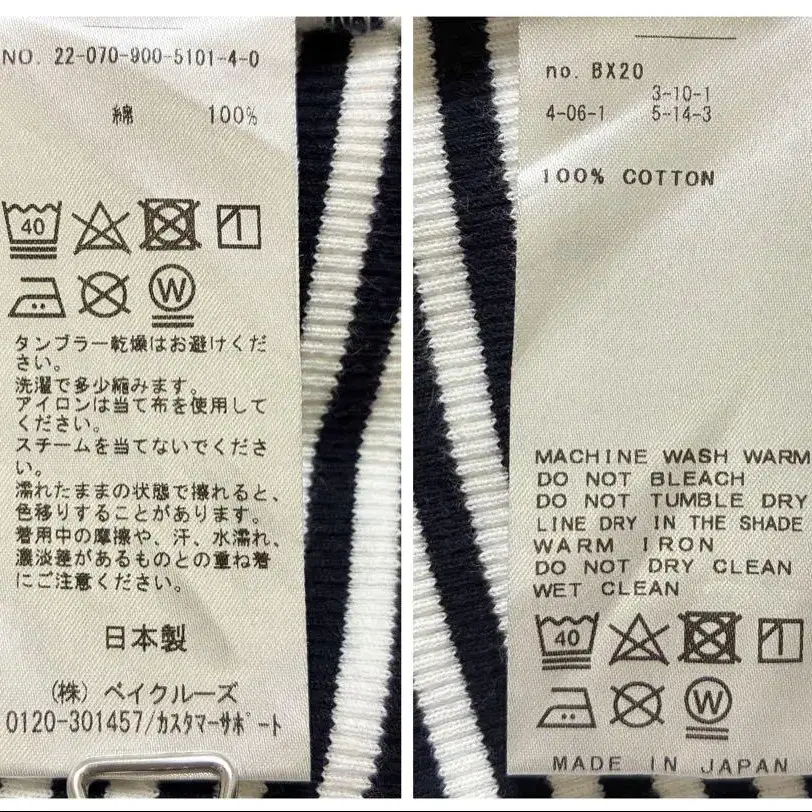 NO. 22-070-900-5101-4-0
綿 100%
40
W
タンブラー乾燥はお避けくだ
さい。
洗濯で多少縮みます。
アイロンは当て布を使用して
ください。
スチームを当てないでくださ
い。
濡れたままの状態で擦れると、
色移りすることがあります。
着用中の摩擦や、汗、水濡れ、
濃淡差があるものとの重ね着
にご注意ください。
日本製
(株) ベイクルーズ
0120-301457/カスタマーサポート
no. BX20
3-10-1
4-06-1 5-14-3
100% COTTON
MACHINE WASH WARM
DO NOT BLEACH
DO NOT TUMBLE DRY
LINE DRY IN THE SHADE
WARM IRON
DO NOT DRY CLEAN
WET CLEAN
40
W
MADE IN JAPAN